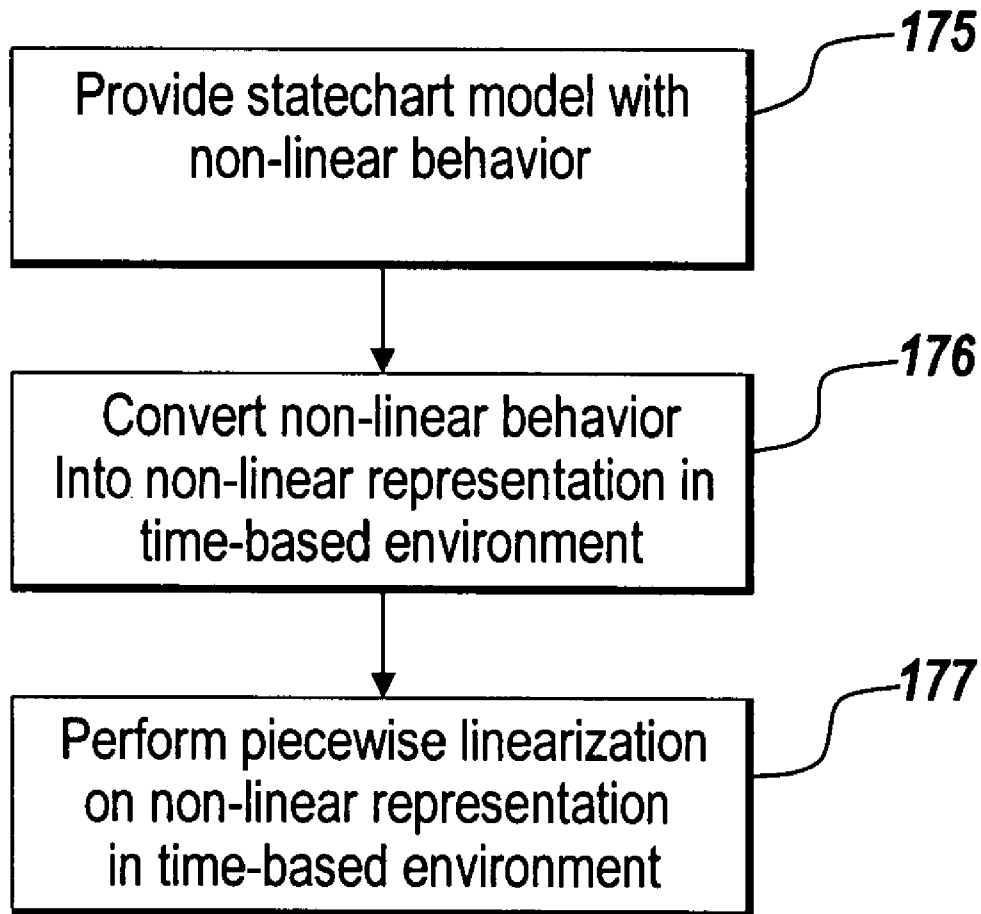 175
Provide statechart model with
non-linear behavior
176
Convert non-linear behavior
Into non-linear representation in
time-based environment
177
Perform piecewise linearization
on non-linear representation
in time-based environment